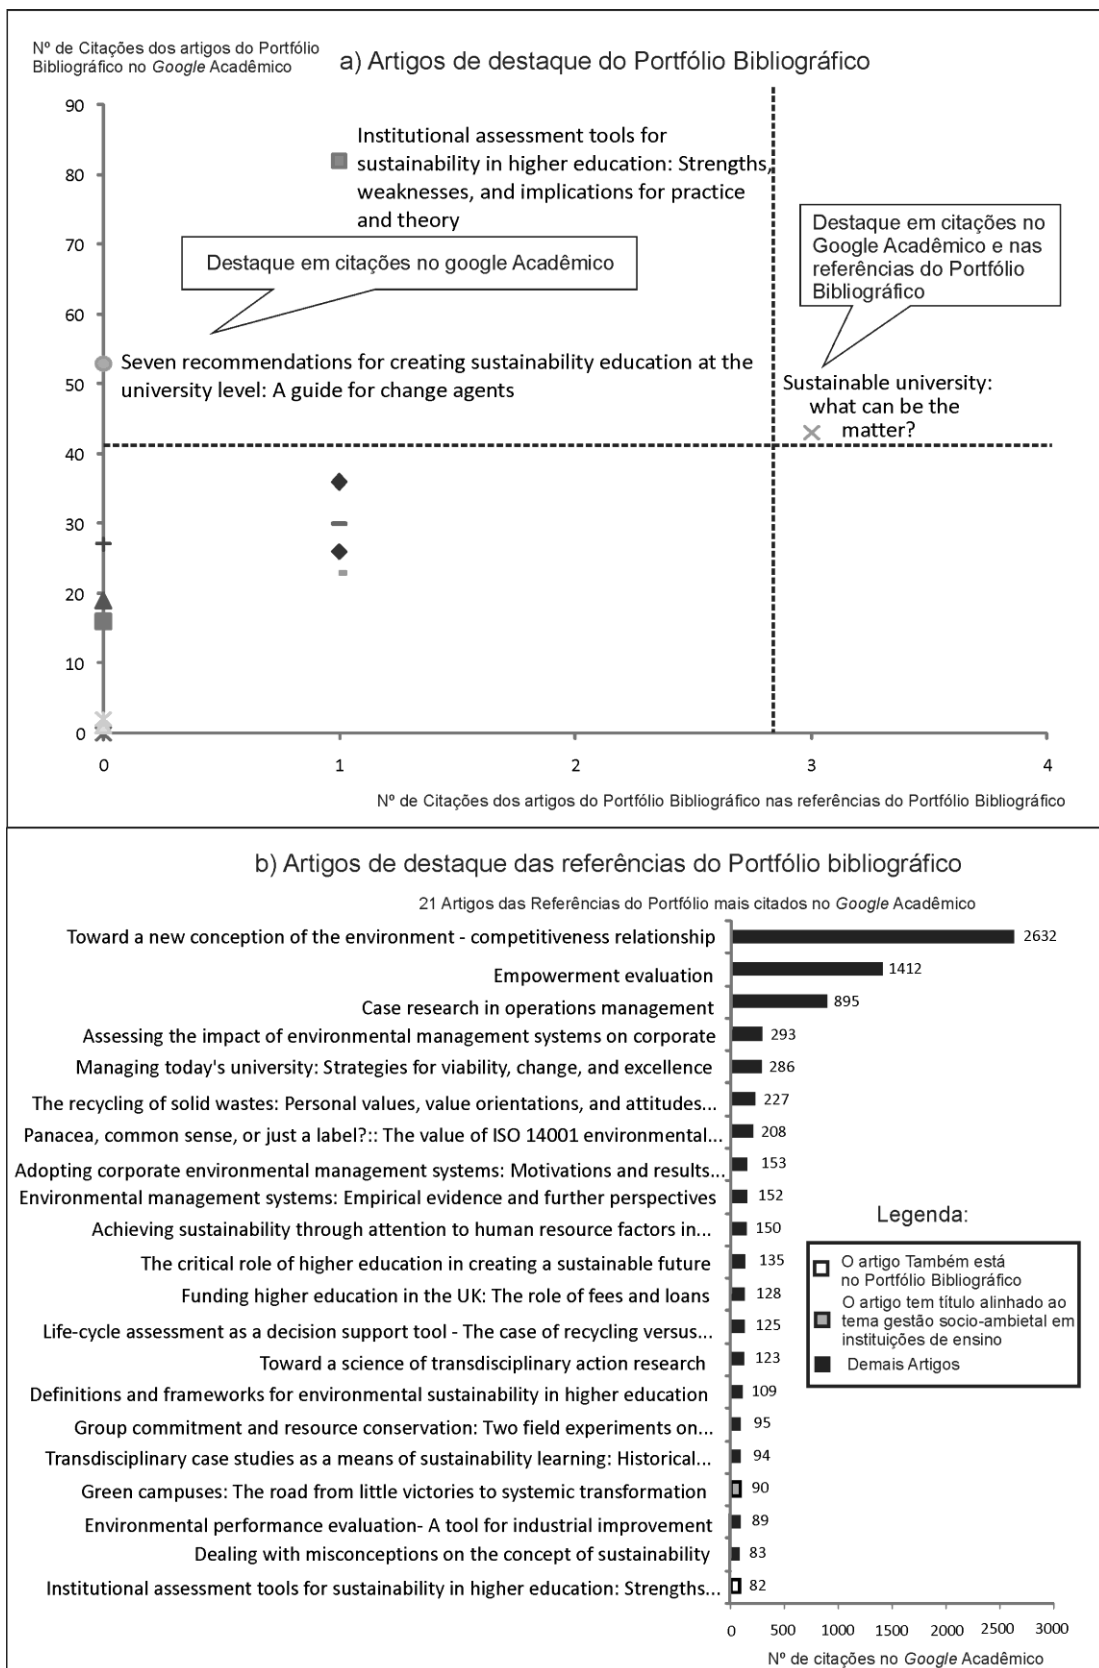 Nº de Citações dos artigos do Portfólio
Bibliográfico no Google Acadêmico
a) Artigos de destaque do Portfólio Bibliográfico
90
80
70
60
50
40
30
20
10
0
Institutional assessment tools for
sustainability in higher education: Strengths,
weaknesses, and implications for practice
and theory
Destaque em citações no
Google Acadêmico e nas
referências do Portfólio
Bibliográfico
Destaque em citações no google Acadêmico
Seven recommendations for creating sustainability education at the
university level: A guide for change agents
Sustainable university:
what can be the
matter?
0 1 2 3 4
Nº de Citações dos artigos do Portfólio Bibliográfico nas referências do Portfólio Bibliográfico
b) Artigos de destaque das referências do Portfólio bibliográfico
21 Artigos das Referências do Portfólio mais citados no Google Acadêmico
Toward a new conception of the environment - competitiveness relationship 2632
Empowerment evaluation 1412
Case research in operations management 895
Assessing the impact of environmental management systems on corporate 293
Managing today's university: Strategies for viability, change, and excellence 286
The recycling of solid wastes: Personal values, value orientations, and attitudes... 227
Panacea, common sense, or just a label?:: The value of ISO 14001 environmental... 208
Adopting corporate environmental management systems: Motivations and results... 153
Environmental management systems: Empirical evidence and further perspectives 152
Achieving sustainability through attention to human resource factors in... 150
The critical role of higher education in creating a sustainable future 135
Funding higher education in the UK: The role of fees and loans 128
Life-cycle assessment as a decision support tool - The case of recycling versus... 125
Toward a science of transdisciplinary action research 123
Definitions and frameworks for environmental sustainability in higher education 109
Group commitment and resource conservation: Two field experiments on... 95
Transdisciplinary case studies as a means of sustainability learning: Historical... 94
Green campuses: The road from little victories to systemic transformation 90
Environmental performance evaluation- A tool for industrial improvement 89
Dealing with misconceptions on the concept of sustainability 83
Institutional assessment tools for sustainability in higher education: Strengths... 82
Legenda:
O artigo Também está
no Portfólio Bibliográfico
O artigo tem título alinhado ao
tema gestão socio-ambietal em
instituições de ensino
Demais Artigos
0 500 1000 1500 2000 2500 3000
Nº de citações no Google Acadêmico